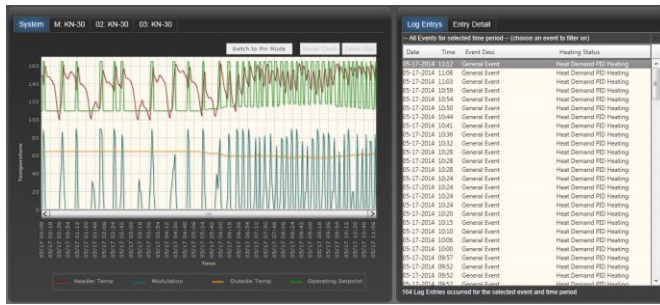 System M: KN-30 02: KN-30 03: KN-30
Switch to Pin Mode Pause Chart Zoom Out
Temperature
160
140
120
100
80
60
40
20
0
Time
Header Temp Modulation Outside Temp Operating Setpoint
Log Entrys Entry Detail
-- All Events for selected time period -- (choose an event to filter on)
Date Time Event Desc Heating Status
05-17-2014 11:12 General Event Heat Demand PID Heating
05-17-2014 11:08 General Event Heat Demand PID Heating
05-17-2014 11:03 General Event Heat Demand PID Heating
05-17-2014 10:59 General Event Heat Demand PID Heating
05-17-2014 10:54 General Event Heat Demand PID Heating
05-17-2014 10:50 General Event Heat Demand PID Heating
05-17-2014 10:44 General Event Heat Demand PID Heating
05-17-2014 10:41 General Event Heat Demand PID Heating
05-17-2014 10:36 General Event Heat Demand PID Heating
05-17-2014 10:32 General Event Heat Demand PID Heating
05-17-2014 10:28 General Event Heat Demand PID Heating
05-17-2014 10:28 General Event Heat Demand PID Heating
05-17-2014 10:28 General Event Heat Demand PID Heating
05-17-2014 10:24 General Event Heat Demand PID Heating
05-17-2014 10:24 General Event Heat Demand PID Heating
05-17-2014 10:24 General Event Heat Demand PID Heating
05-17-2014 10:20 General Event Heat Demand PID Heating
05-17-2014 10:15 General Event Heat Demand PID Heating
05-17-2014 10:10 General Event Heat Demand PID Heating
05-17-2014 10:06 General Event Heat Demand PID Heating
05-17-2014 10:00 General Event Heat Demand PID Heating
05-17-2014 09:57 General Event Heat Demand PID Heating
05-17-2014 09:52 General Event Heat Demand PID Heating
05-17-2014 09:52 General Event Heat Demand PID Heating
164 Log Entries occurred for the selected event and time period